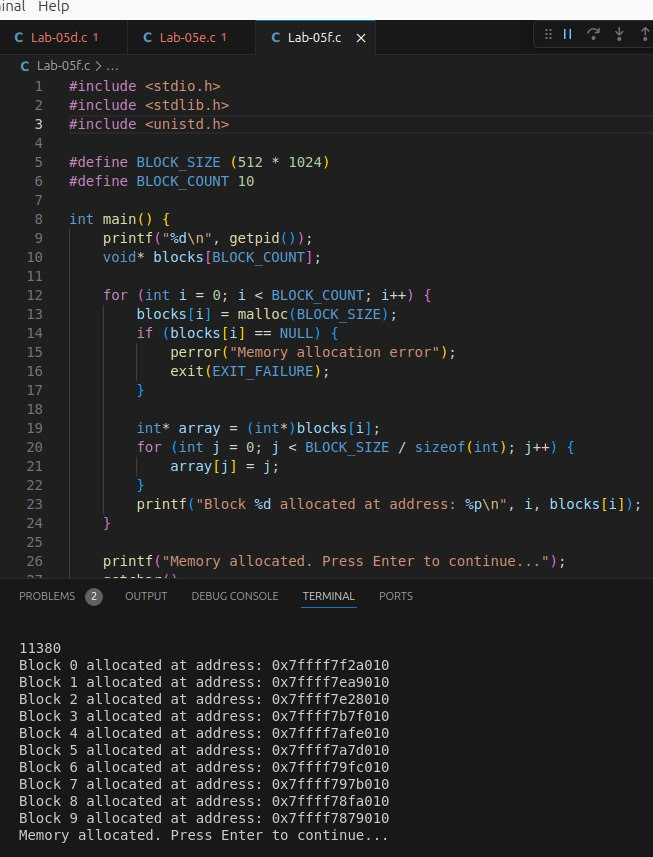 inal Help
C Lab-05d.c 1 C Lab-05e.c 1 C Lab-05f.c ×
C Lab-05f.c > ...
1 #include <stdio.h>
2 #include <stdlib.h>
3 #include <unistd.h>
4
5 #define BLOCK_SIZE (512 * 1024)
6 #define BLOCK_COUNT 10
7
8 int main() {
9 printf("%d\n", getpid());
10 void* blocks[BLOCK_COUNT];
11
12 for (int i = 0; i < BLOCK_COUNT; i++) {
13 blocks[i] = malloc(BLOCK_SIZE);
14 if (blocks[i] == NULL) {
15 perror("Memory allocation error");
16 exit(EXIT_FAILURE);
17 }
18
19 int* array = (int*)blocks[i];
20 for (int j = 0; j < BLOCK_SIZE / sizeof(int); j++) {
21 array[j] = j;
22 }
23 printf("Block %d allocated at address: %p\n", i, blocks[i]);
24 }
25
26 printf("Memory allocated. Press Enter to continue...");
27 getchar();
PROBLEMS 2 OUTPUT DEBUG CONSOLE TERMINAL PORTS
11380
Block 0 allocated at address: 0x7ffff7f2a010
Block 1 allocated at address: 0x7ffff7ea9010
Block 2 allocated at address: 0x7ffff7e28010
Block 3 allocated at address: 0x7ffff7b7f010
Block 4 allocated at address: 0x7ffff7afe010
Block 5 allocated at address: 0x7ffff7a7d010
Block 6 allocated at address: 0x7ffff79fc010
Block 7 allocated at address: 0x7ffff797b010
Block 8 allocated at address: 0x7ffff78fa010
Block 9 allocated at address: 0x7ffff7879010
Memory allocated. Press Enter to continue...